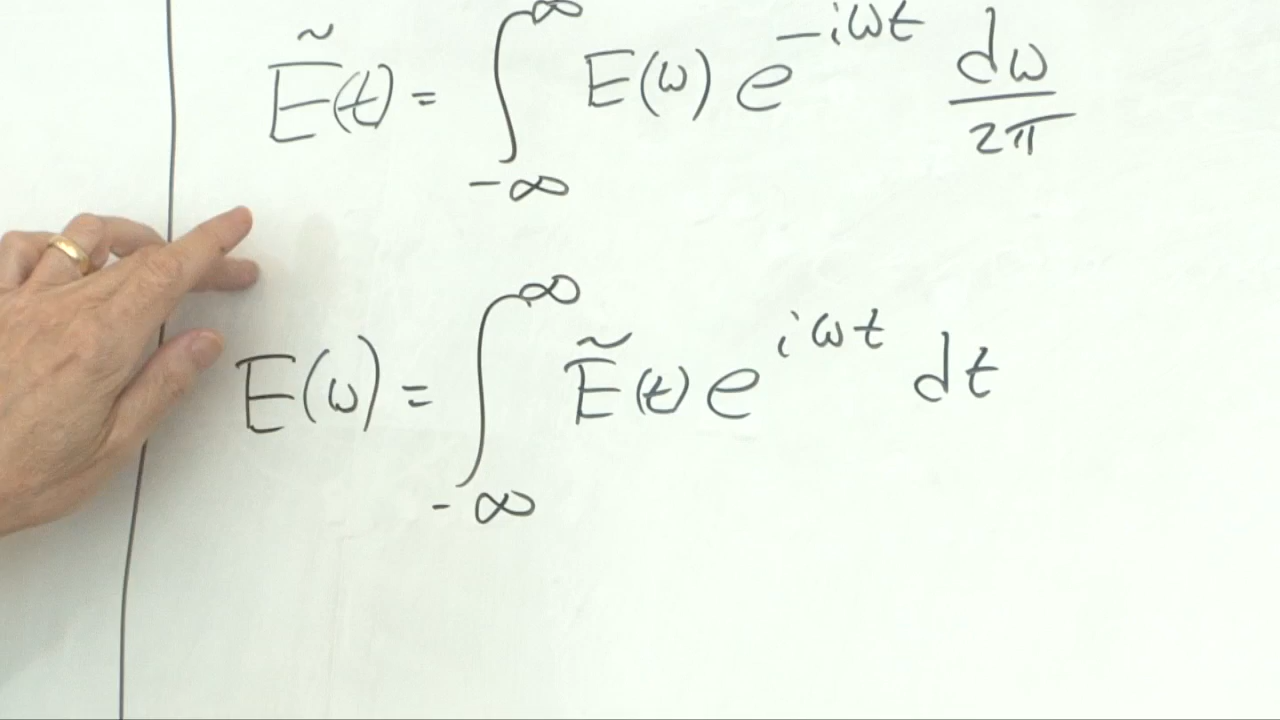 Ẽ(t) = ∫_{-∞}^{∞} E(ω) e^{-iωt} dω/2π
E(ω) = ∫_{-∞}^{∞} Ẽ(t) e^{iωt} dt